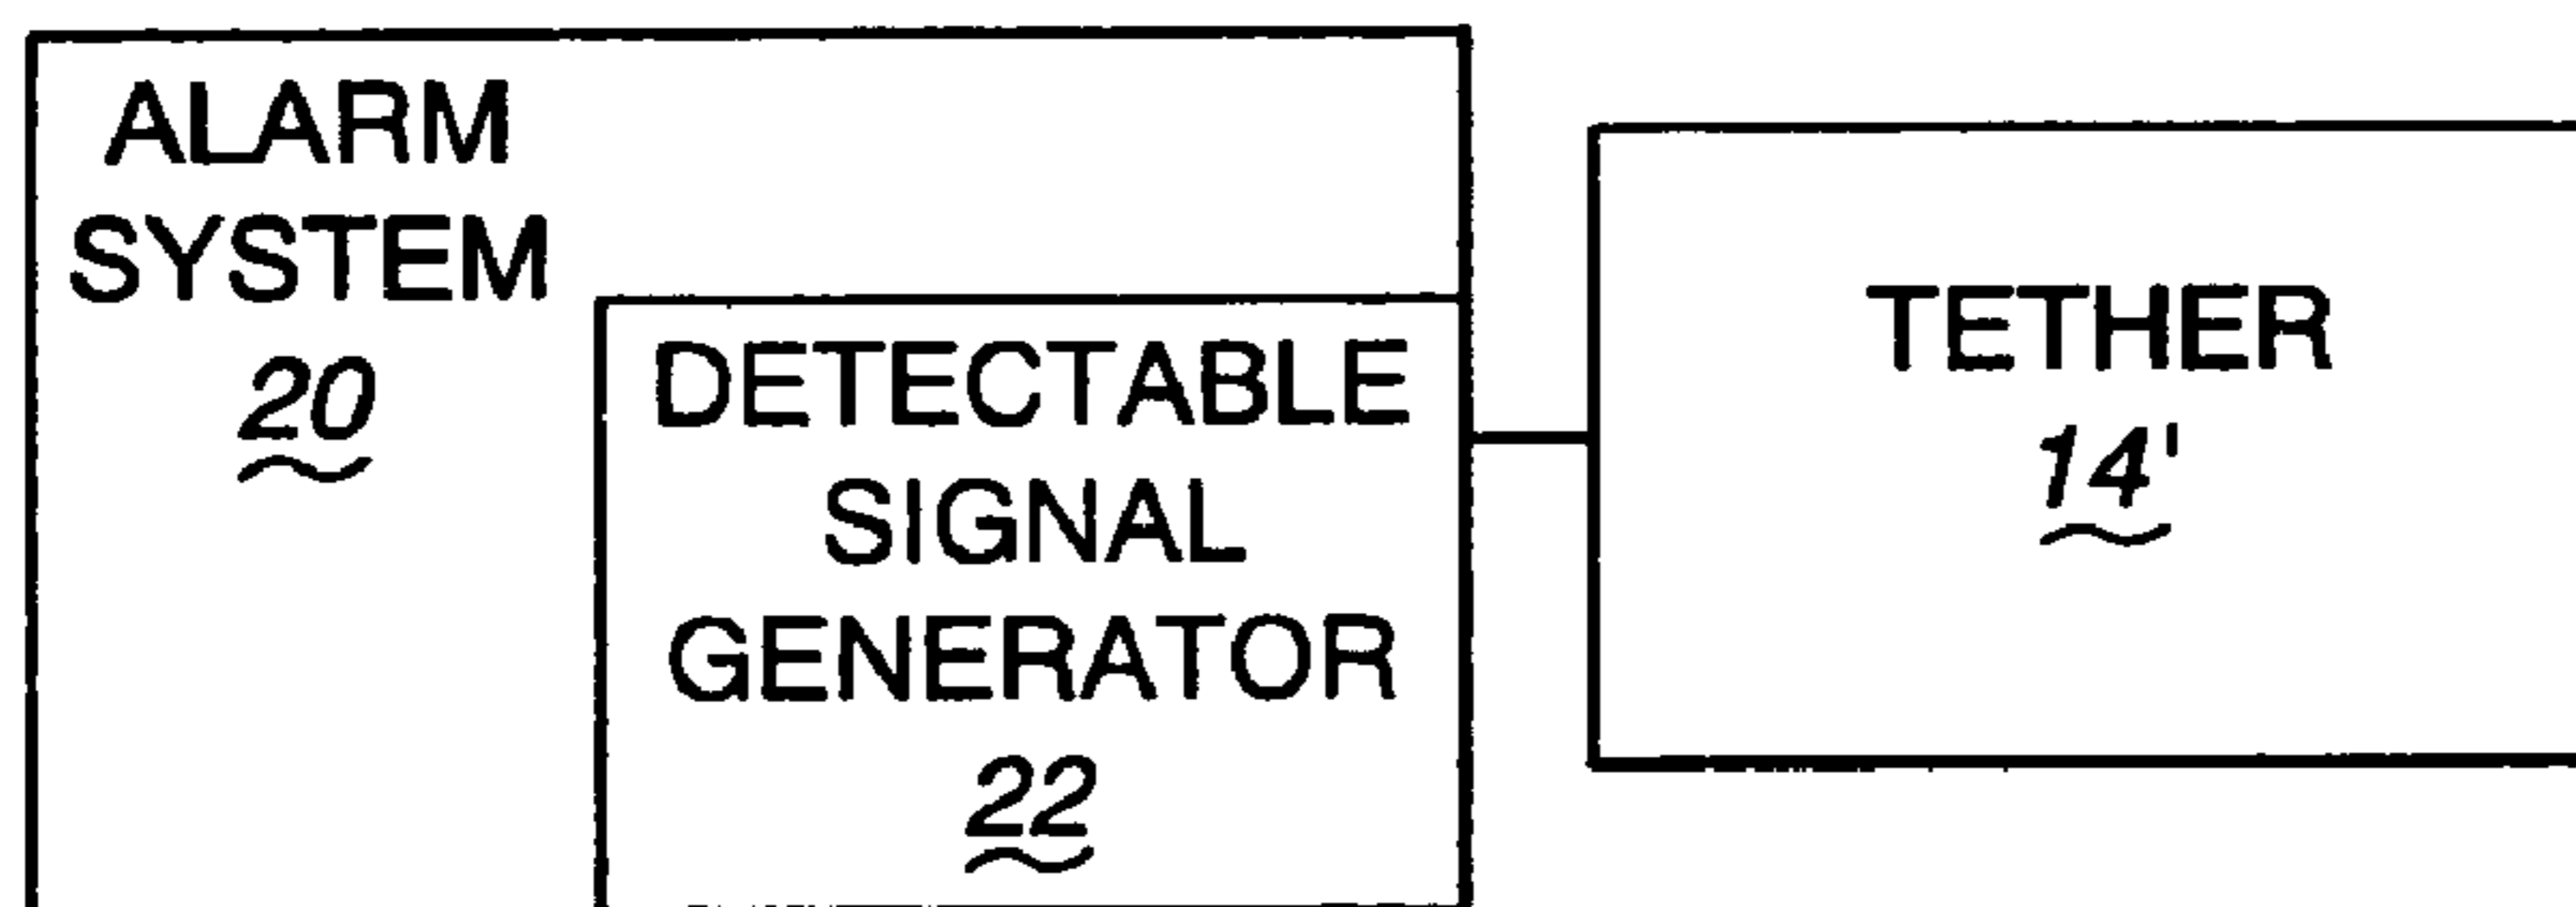 ALARM
SYSTEM
20
DETECTABLE
SIGNAL
GENERATOR
22
TETHER
14'